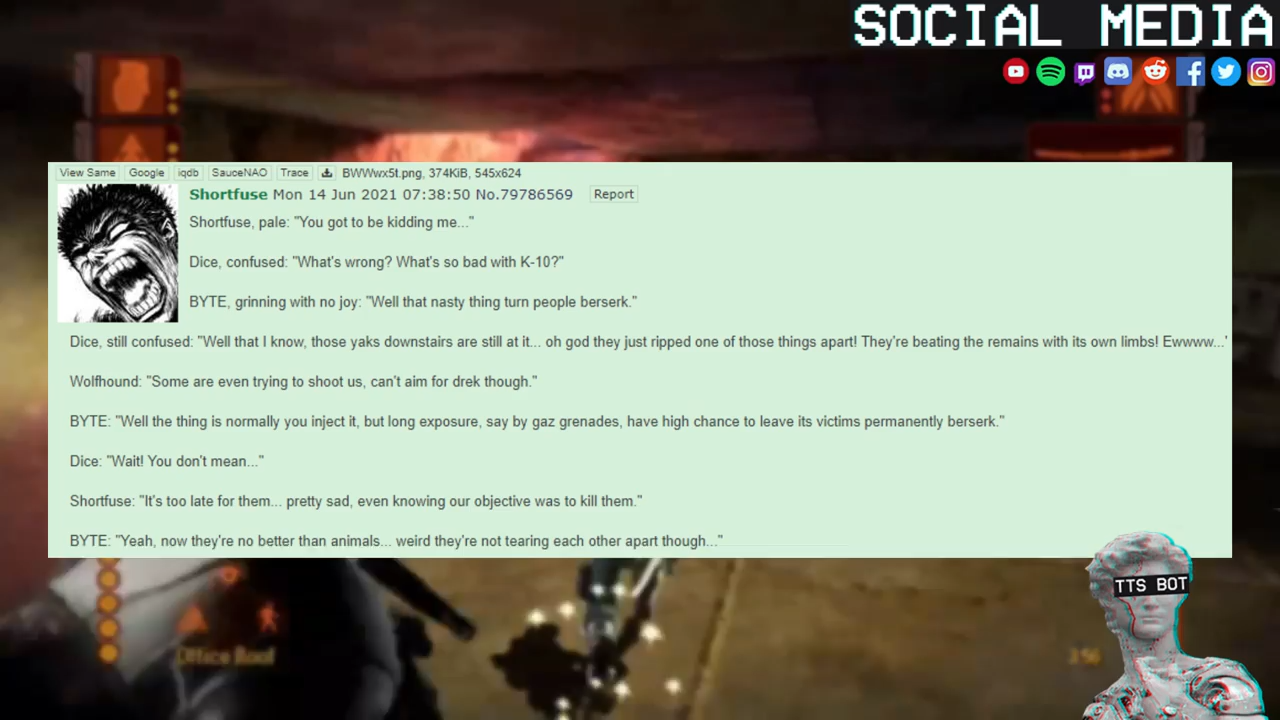 SOCIAL MEDIA
View Same Google iqdb SauceNAO Trace BWWwx5t.png, 374KiB, 545x624
Shortfuse Mon 14 Jun 2021 07:38:50 No.79786569 Report
Shortfuse, pale: "You got to be kidding me..."
Dice, confused: "What's wrong? What's so bad with K-10?"
BYTE, grinning with no joy: "Well that nasty thing turn people berserk."
Dice, still confused: "Well that I know, those yaks downstairs are still at it... oh god they just ripped one of those things apart! They're beating the remains with its own limbs! Ewwww...'
Wolfhound: "Some are even trying to shoot us, can't aim for drek though."
BYTE: "Well the thing is normally you inject it, but long exposure, say by gaz grenades, have high chance to leave its victims permanently berserk."
Dice: "Wait! You don't mean..."
Shortfuse: "It's too late for them... pretty sad, even knowing our objective was to kill them."
BYTE: "Yeah, now they're no better than animals... weird they're not tearing each other apart though..."
TTS BOT
Office Roof